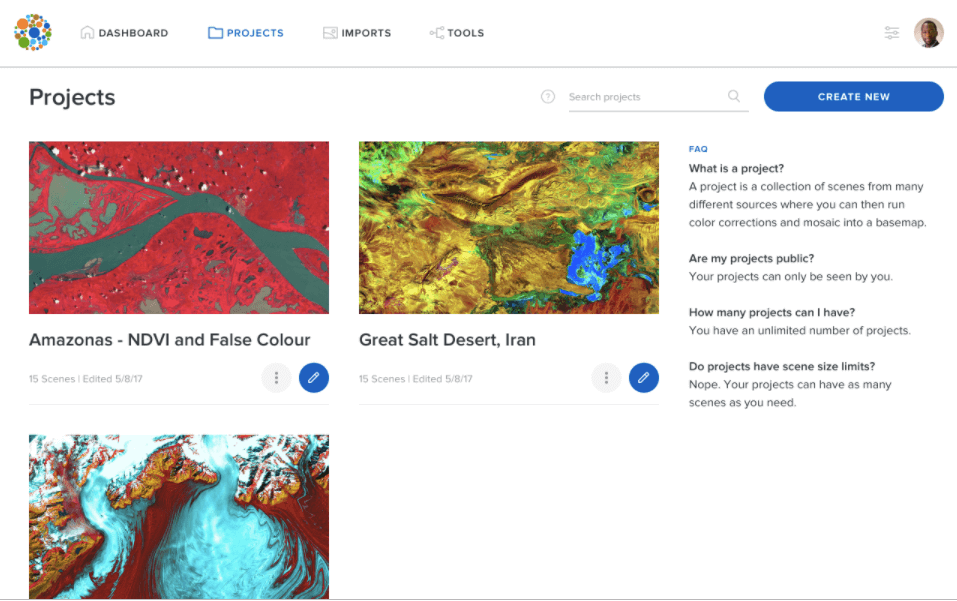 DASHBOARD PROJECTS IMPORTS TOOLS
Projects
? Search projects CREATE NEW
Amazonas - NDVI and False Colour
15 Scenes | Edited 5/8/17
Great Salt Desert, Iran
15 Scenes | Edited 5/8/17
FAQ
What is a project?
A project is a collection of scenes from many
different sources where you can then run
color corrections and mosaic into a basemap.
Are my projects public?
Your projects can only be seen by you.
How many projects can I have?
You have an unlimited number of projects.
Do projects have scene size limits?
Nope. Your projects can have as many
scenes as you need.